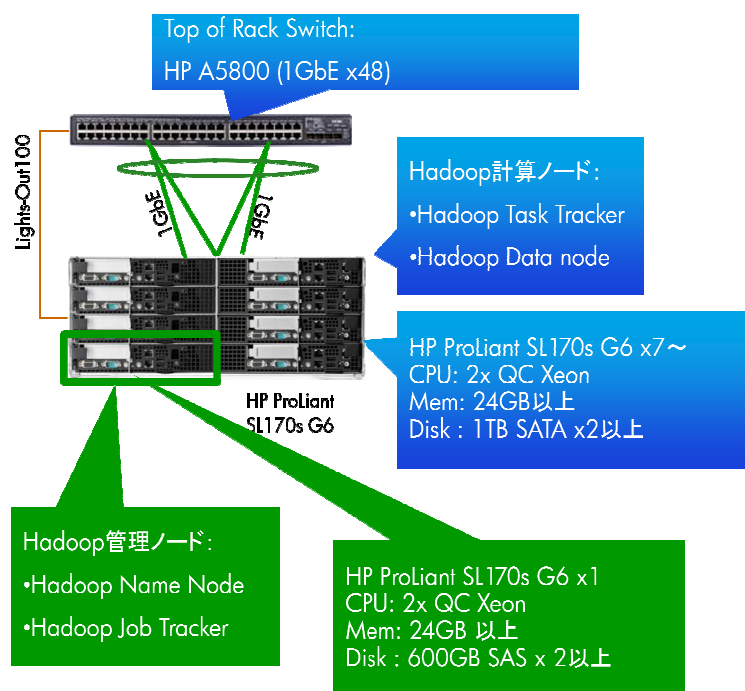 Top of Rack Switch:
HP A5800 (1GbE x48)
Lights-Out100
1GbE
1GbE
Hadoop計算ノード:
•Hadoop Task Tracker
•Hadoop Data node
HP ProLiant SL170s G6 x7～
CPU: 2x QC Xeon
Mem: 24GB以上
Disk : 1TB SATA x2以上
HP ProLiant
SL170s G6
Hadoop管理ノード:
•Hadoop Name Node
•Hadoop Job Tracker
HP ProLiant SL170s G6 x1
CPU: 2x QC Xeon
Mem: 24GB 以上
Disk : 600GB SAS x 2以上